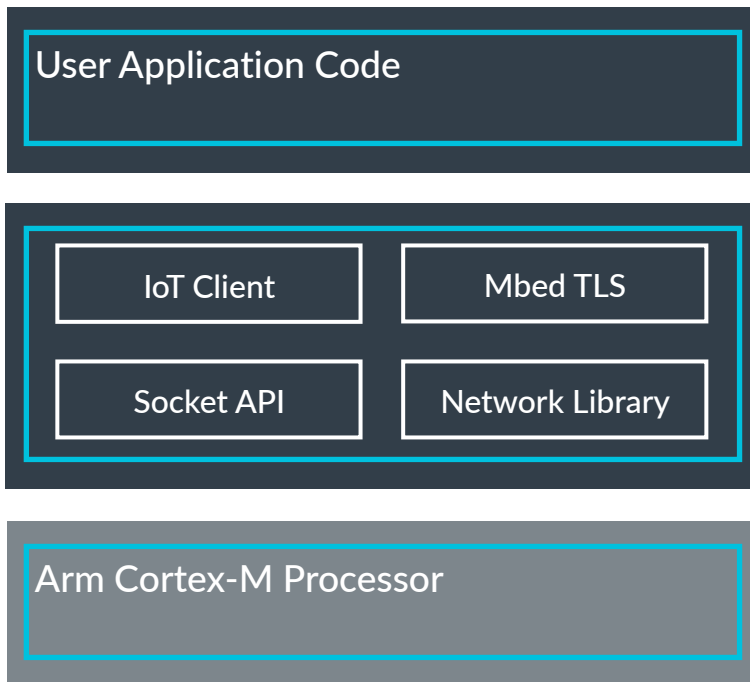 User Application Code
IoT Client
Mbed TLS
Socket API
Network Library
Arm Cortex-M Processor